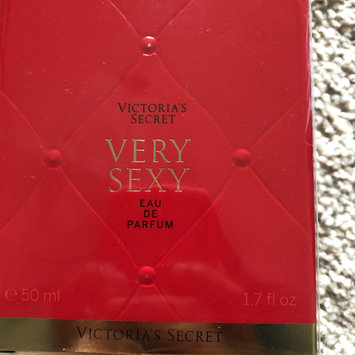 VICTORIA'S
SECRET
VERY
SEXY
EAU
DE
PARFUM
℮ 50 ml 1.7 fl oz
VICTORIA'S SECRET